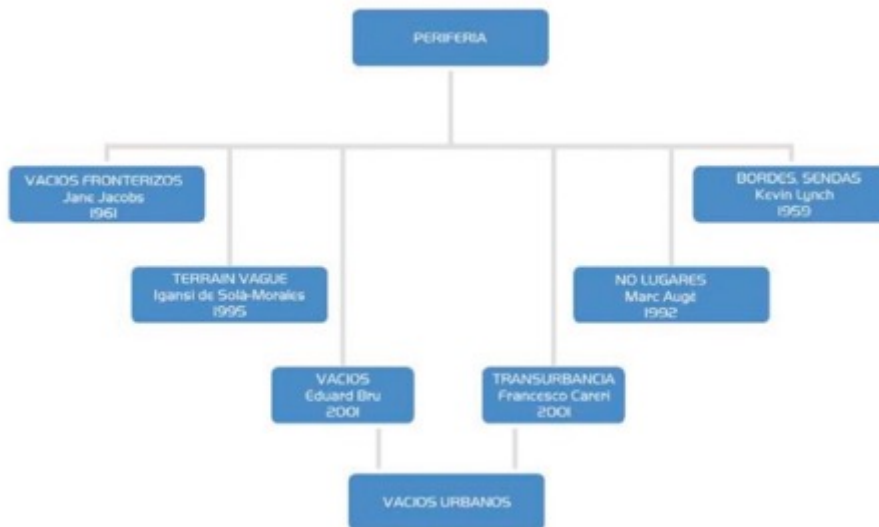 PERIFERIA
VACIOS FRONTERIZOS
Jane Jacobs
1961
BORDES, SENDAS
Kevin Lynch
1959
TERRAIN VAGUE
Igansi de Solà-Morales
1995
NO LUGARES
Marc Augé
1992
VACIOS
Eduard Bru
2001
TRANSURBANCIA
Francesco Careri
2001
VACIOS URBANOS